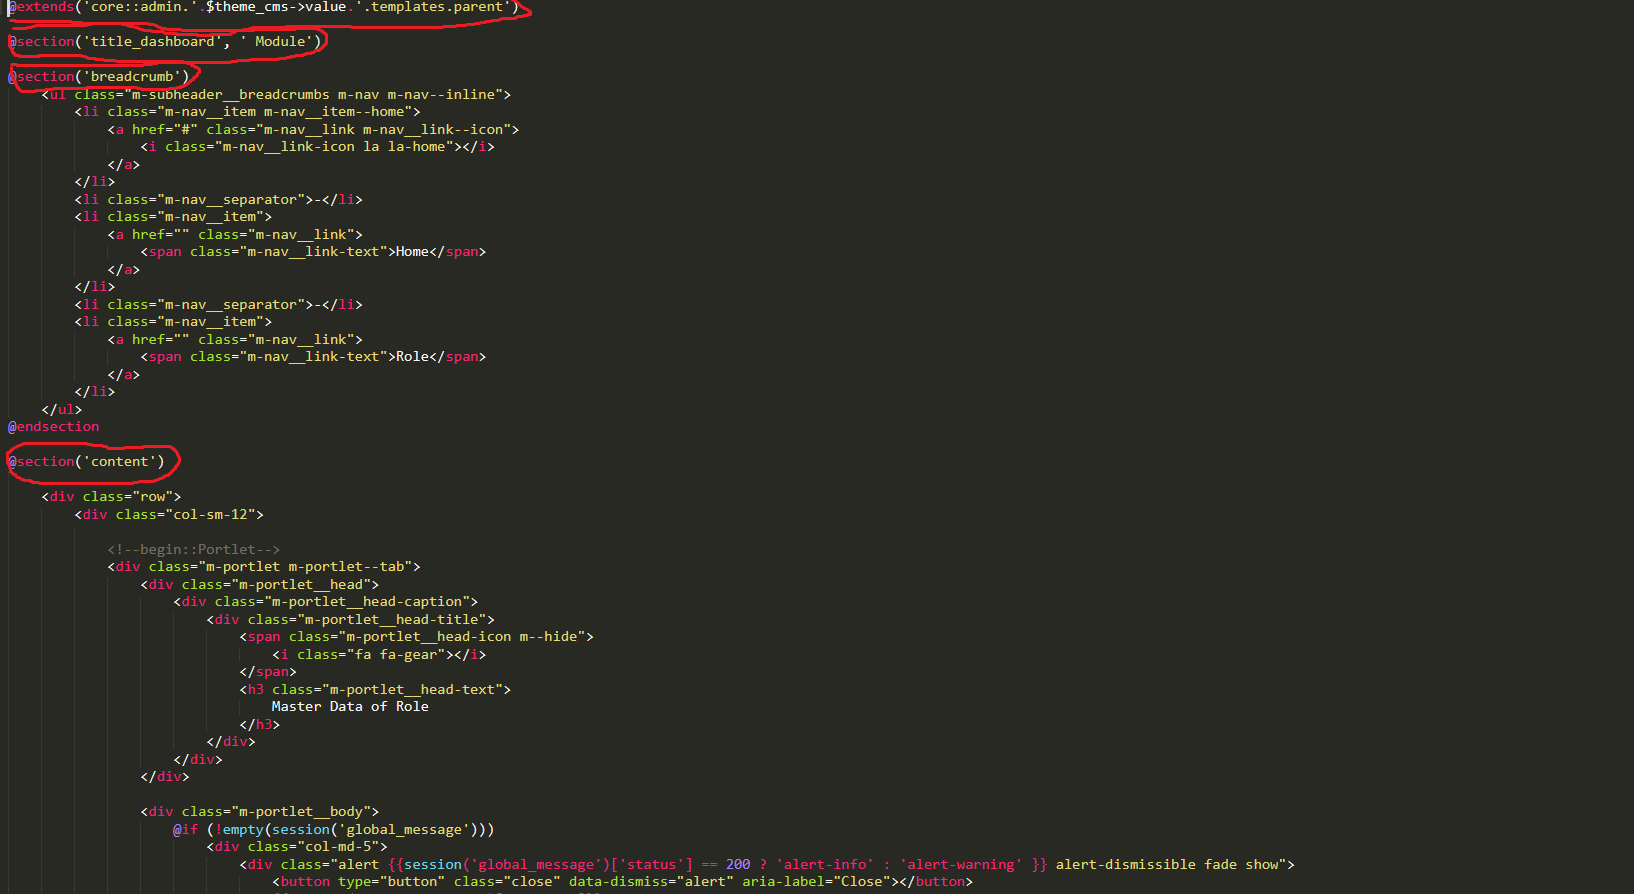 @extends('core::admin.'.$theme_cms->value.'.templates.parent')
@section('title_dashboard', ' Module')
@section('breadcrumb')
<ul class="m-subheader__breadcrumbs m-nav m-nav--inline">
<li class="m-nav__item m-nav__item--home">
<a href="#" class="m-nav__link m-nav__link--icon">
<i class="m-nav__link-icon la la-home"></i>
</a>
</li>
<li class="m-nav__separator">-</li>
<li class="m-nav__item">
<a href="" class="m-nav__link">
<span class="m-nav__link-text">Home</span>
</a>
</li>
<li class="m-nav__separator">-</li>
<li class="m-nav__item">
<a href="" class="m-nav__link">
<span class="m-nav__link-text">Role</span>
</a>
</li>
</ul>
@endsection
@section('content')
<div class="row">
<div class="col-sm-12">
<!--begin::Portlet-->
<div class="m-portlet m-portlet--tab">
<div class="m-portlet__head">
<div class="m-portlet__head-caption">
<div class="m-portlet__head-title">
<span class="m-portlet__head-icon m--hide">
<i class="fa fa-gear"></i>
</span>
<h3 class="m-portlet__head-text">
Master Data of Role
</h3>
</div>
</div>
</div>
<div class="m-portlet__body">
@if (!empty(session('global_message')))
<div class="col-md-5">
<div class="alert {{session('global_message')['status'] == 200 ? 'alert-info' : 'alert-warning' }} alert-dismissible fade show">
<button type="button" class="close" data-dismiss="alert" aria-label="Close"></button>